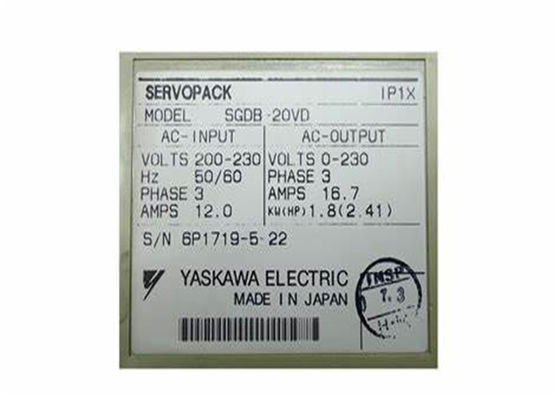 SERVOPACK IP1X
MODEL SGDB-20VD
AC-INPUT AC-OUTPUT
VOLTS 200-230 VOLTS 0-230
Hz 50/60 PHASE 3
PHASE 3 AMPS 16.7
AMPS 12.0 KW(HP) 1.8(2.41)
S/N 6P1719-5-22
YASKAWA ELECTRIC
MADE IN JAPAN
INSP
7.3